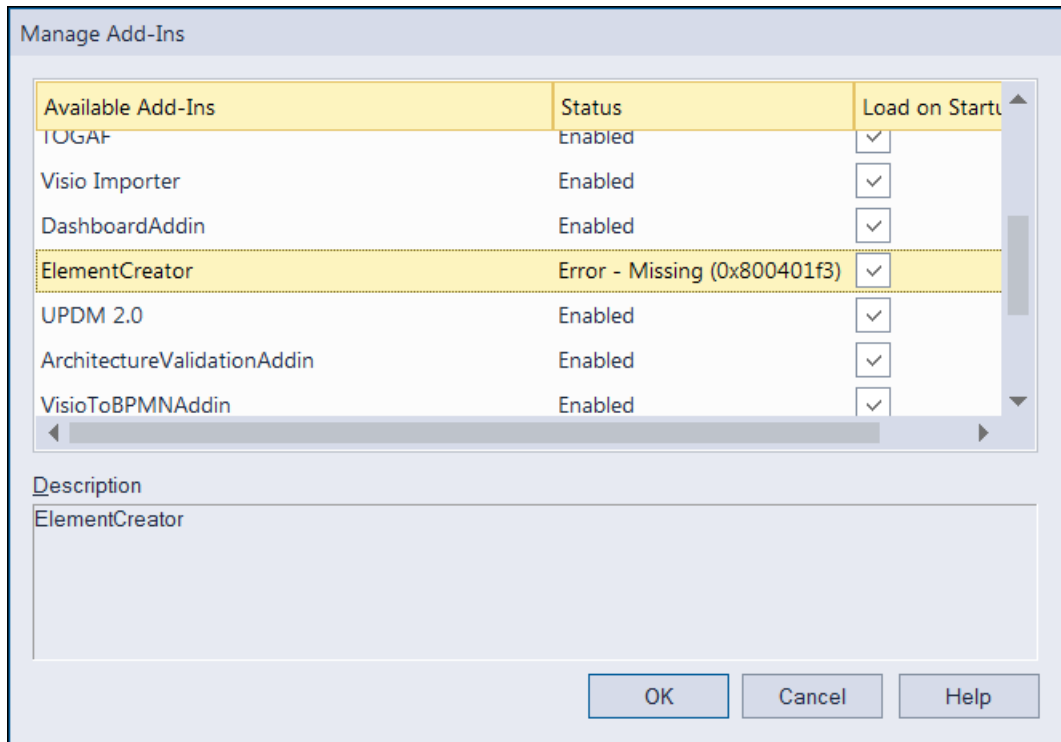 Manage Add-Ins
Available Add-Ins Status Load on Startu
TOGAF Enabled
Visio Importer Enabled
DashboardAddin Enabled
ElementCreator Error - Missing (0x800401f3)
UPDM 2.0 Enabled
ArchitectureValidationAddin Enabled
VisioToBPMNAddin Enabled
Description
ElementCreator
OK Cancel Help